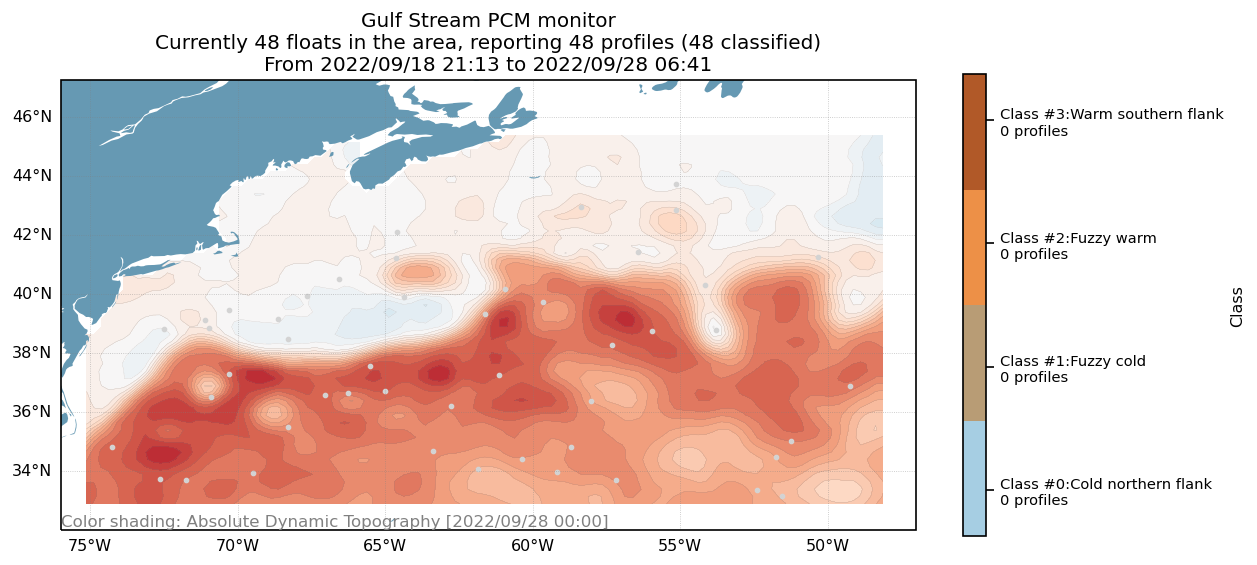 Gulf Stream PCM monitor
Currently 48 floats in the area, reporting 48 profiles (48 classified)
From 2022/09/18 21:13 to 2022/09/28 06:41
46°N
44°N
42°N
40°N
38°N
36°N
34°N
Color shading: Absolute Dynamic Topography [2022/09/28 00:00]
75°W
70°W
65°W
60°W
55°W
50°W
Class #3:Warm southern flank
0 profiles
Class #2:Fuzzy warm
0 profiles
Class #1:Fuzzy cold
0 profiles
Class #0:Cold northern flank
0 profiles
Class